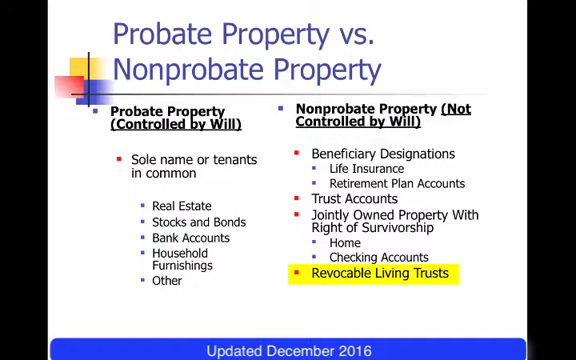 Probate Property vs.
Nonprobate Property
Probate Property
(Controlled by Will)
Sole name or tenants
in common
Real Estate
Stocks and Bonds
Bank Accounts
Household
Furnishings
Other
Nonprobate Property (Not
Controlled by Will)
Beneficiary Designations
Life Insurance
Retirement Plan Accounts
Trust Accounts
Jointly Owned Property With
Right of Survivorship
Home
Checking Accounts
Revocable Living Trusts
Updated December 2016